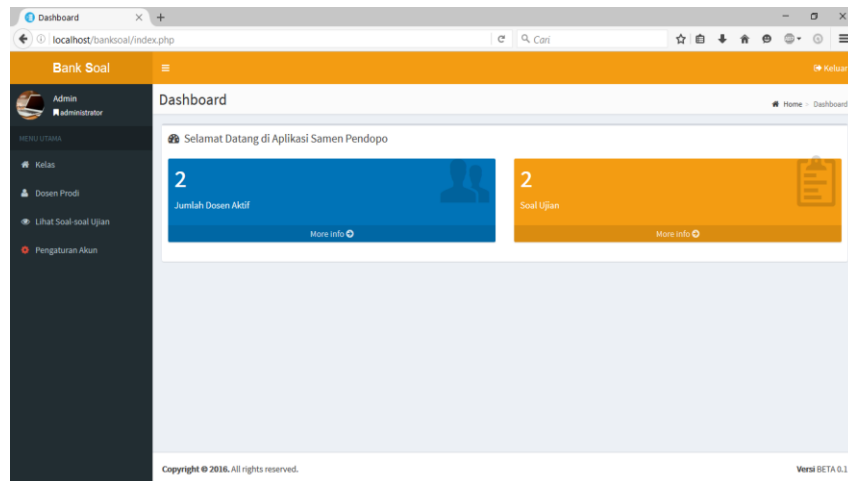 Dashboard
localhost/banksoal/index.php
Cari
Bank Soal
Keluar
Admin
administrator
Dashboard
Home > Dashboard
MENU UTAMA
Kelas
Dosen Prodi
Lihat Soal-soal Ujian
Pengaturan Akun
Selamat Datang di Aplikasi Samen Pendopo
2
Jumlah Dosen Aktif
More info
2
Soal Ujian
More info
Copyright © 2016. All rights reserved.
Versi BETA 0.1